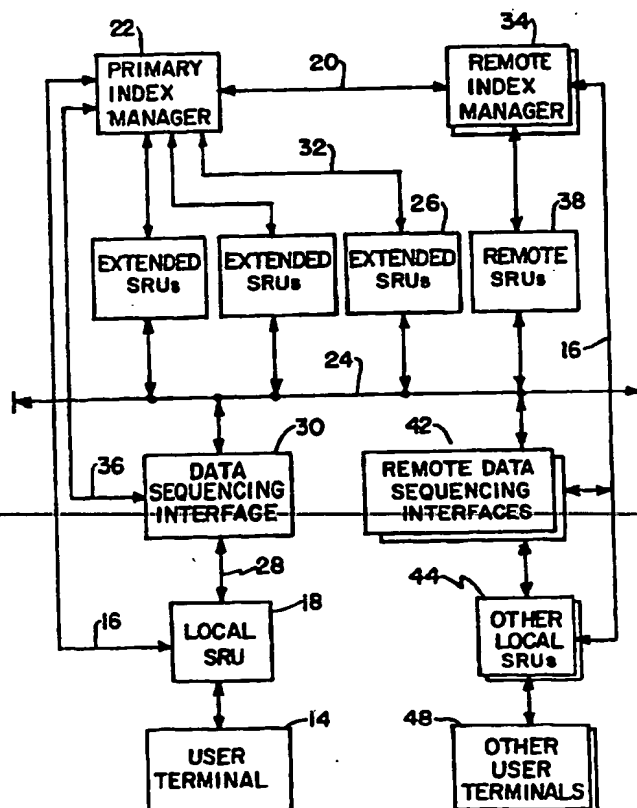 22
PRIMARY
INDEX
MANAGER
20
34
REMOTE
INDEX
MANAGER
32
26
38
EXTENDED
SRUs
EXTENDED
SRUs
EXTENDED
SRUs
REMOTE
SRUs
16
24
30
42
36
DATA
SEQUENCING
INTERFACE
REMOTE DATA
SEQUENCING
INTERFACES
28
18
44
16
LOCAL
SRU
OTHER
LOCAL
SRUs
14
48
USER
TERMINAL
OTHER
USER
TERMINALS